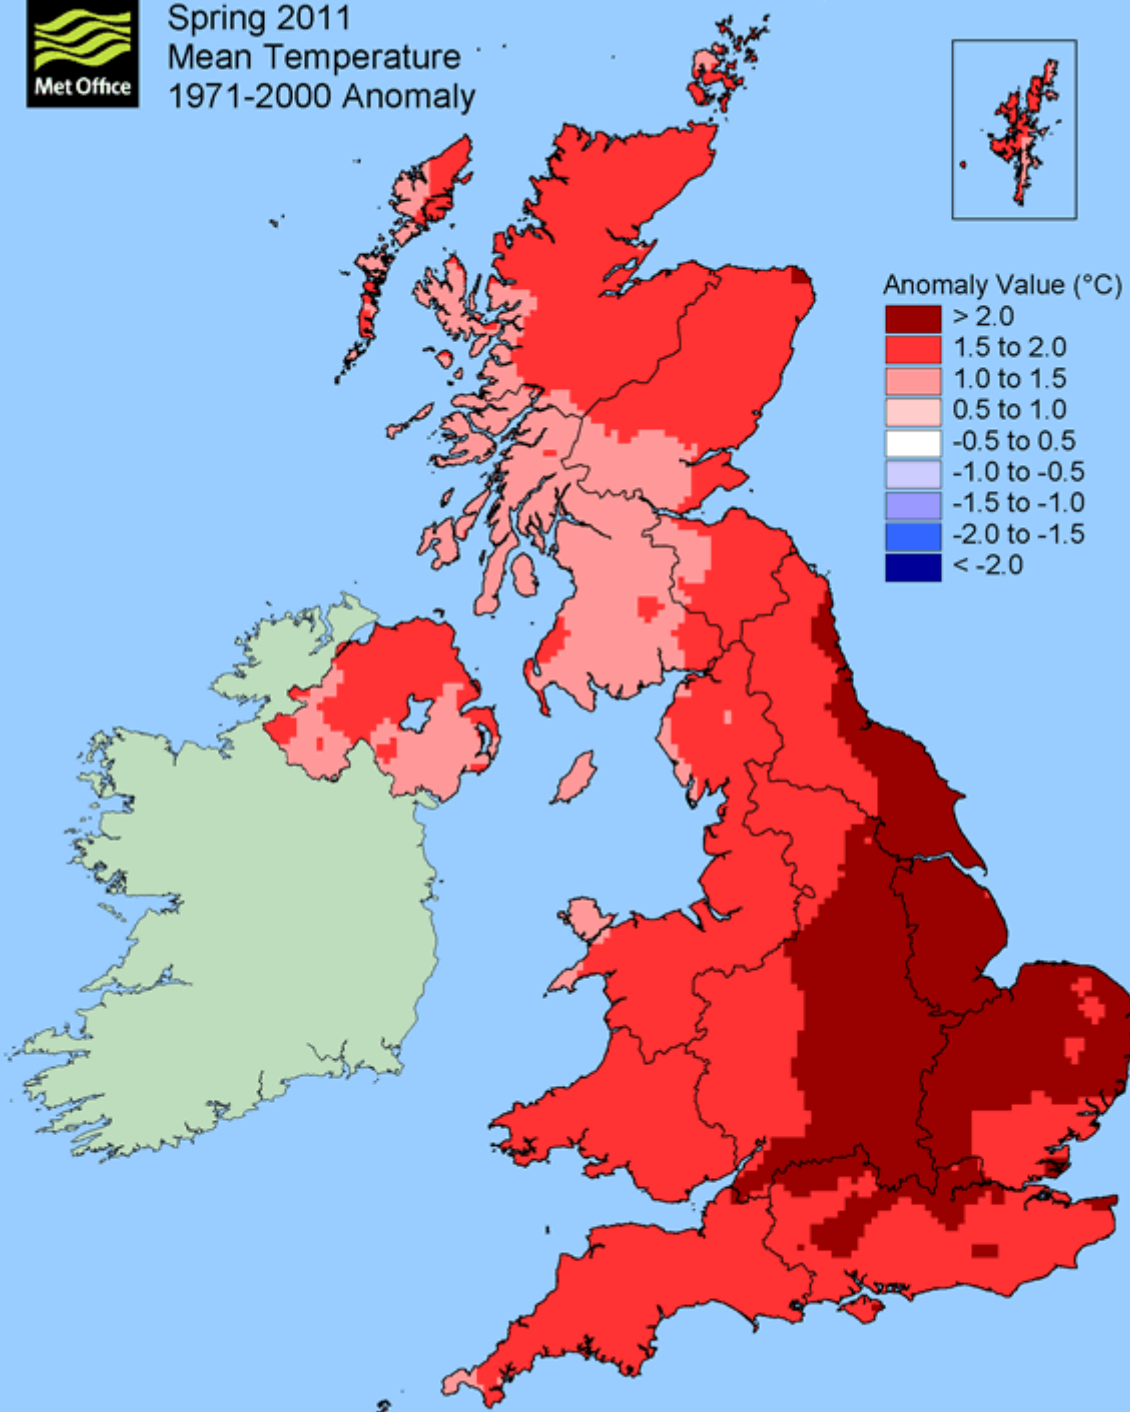 Met Office
Spring 2011
Mean Temperature
1971-2000 Anomaly
Anomaly Value (°C)
> 2.0
1.5 to 2.0
1.0 to 1.5
0.5 to 1.0
-0.5 to 0.5
-1.0 to -0.5
-1.5 to -1.0
-2.0 to -1.5
< -2.0